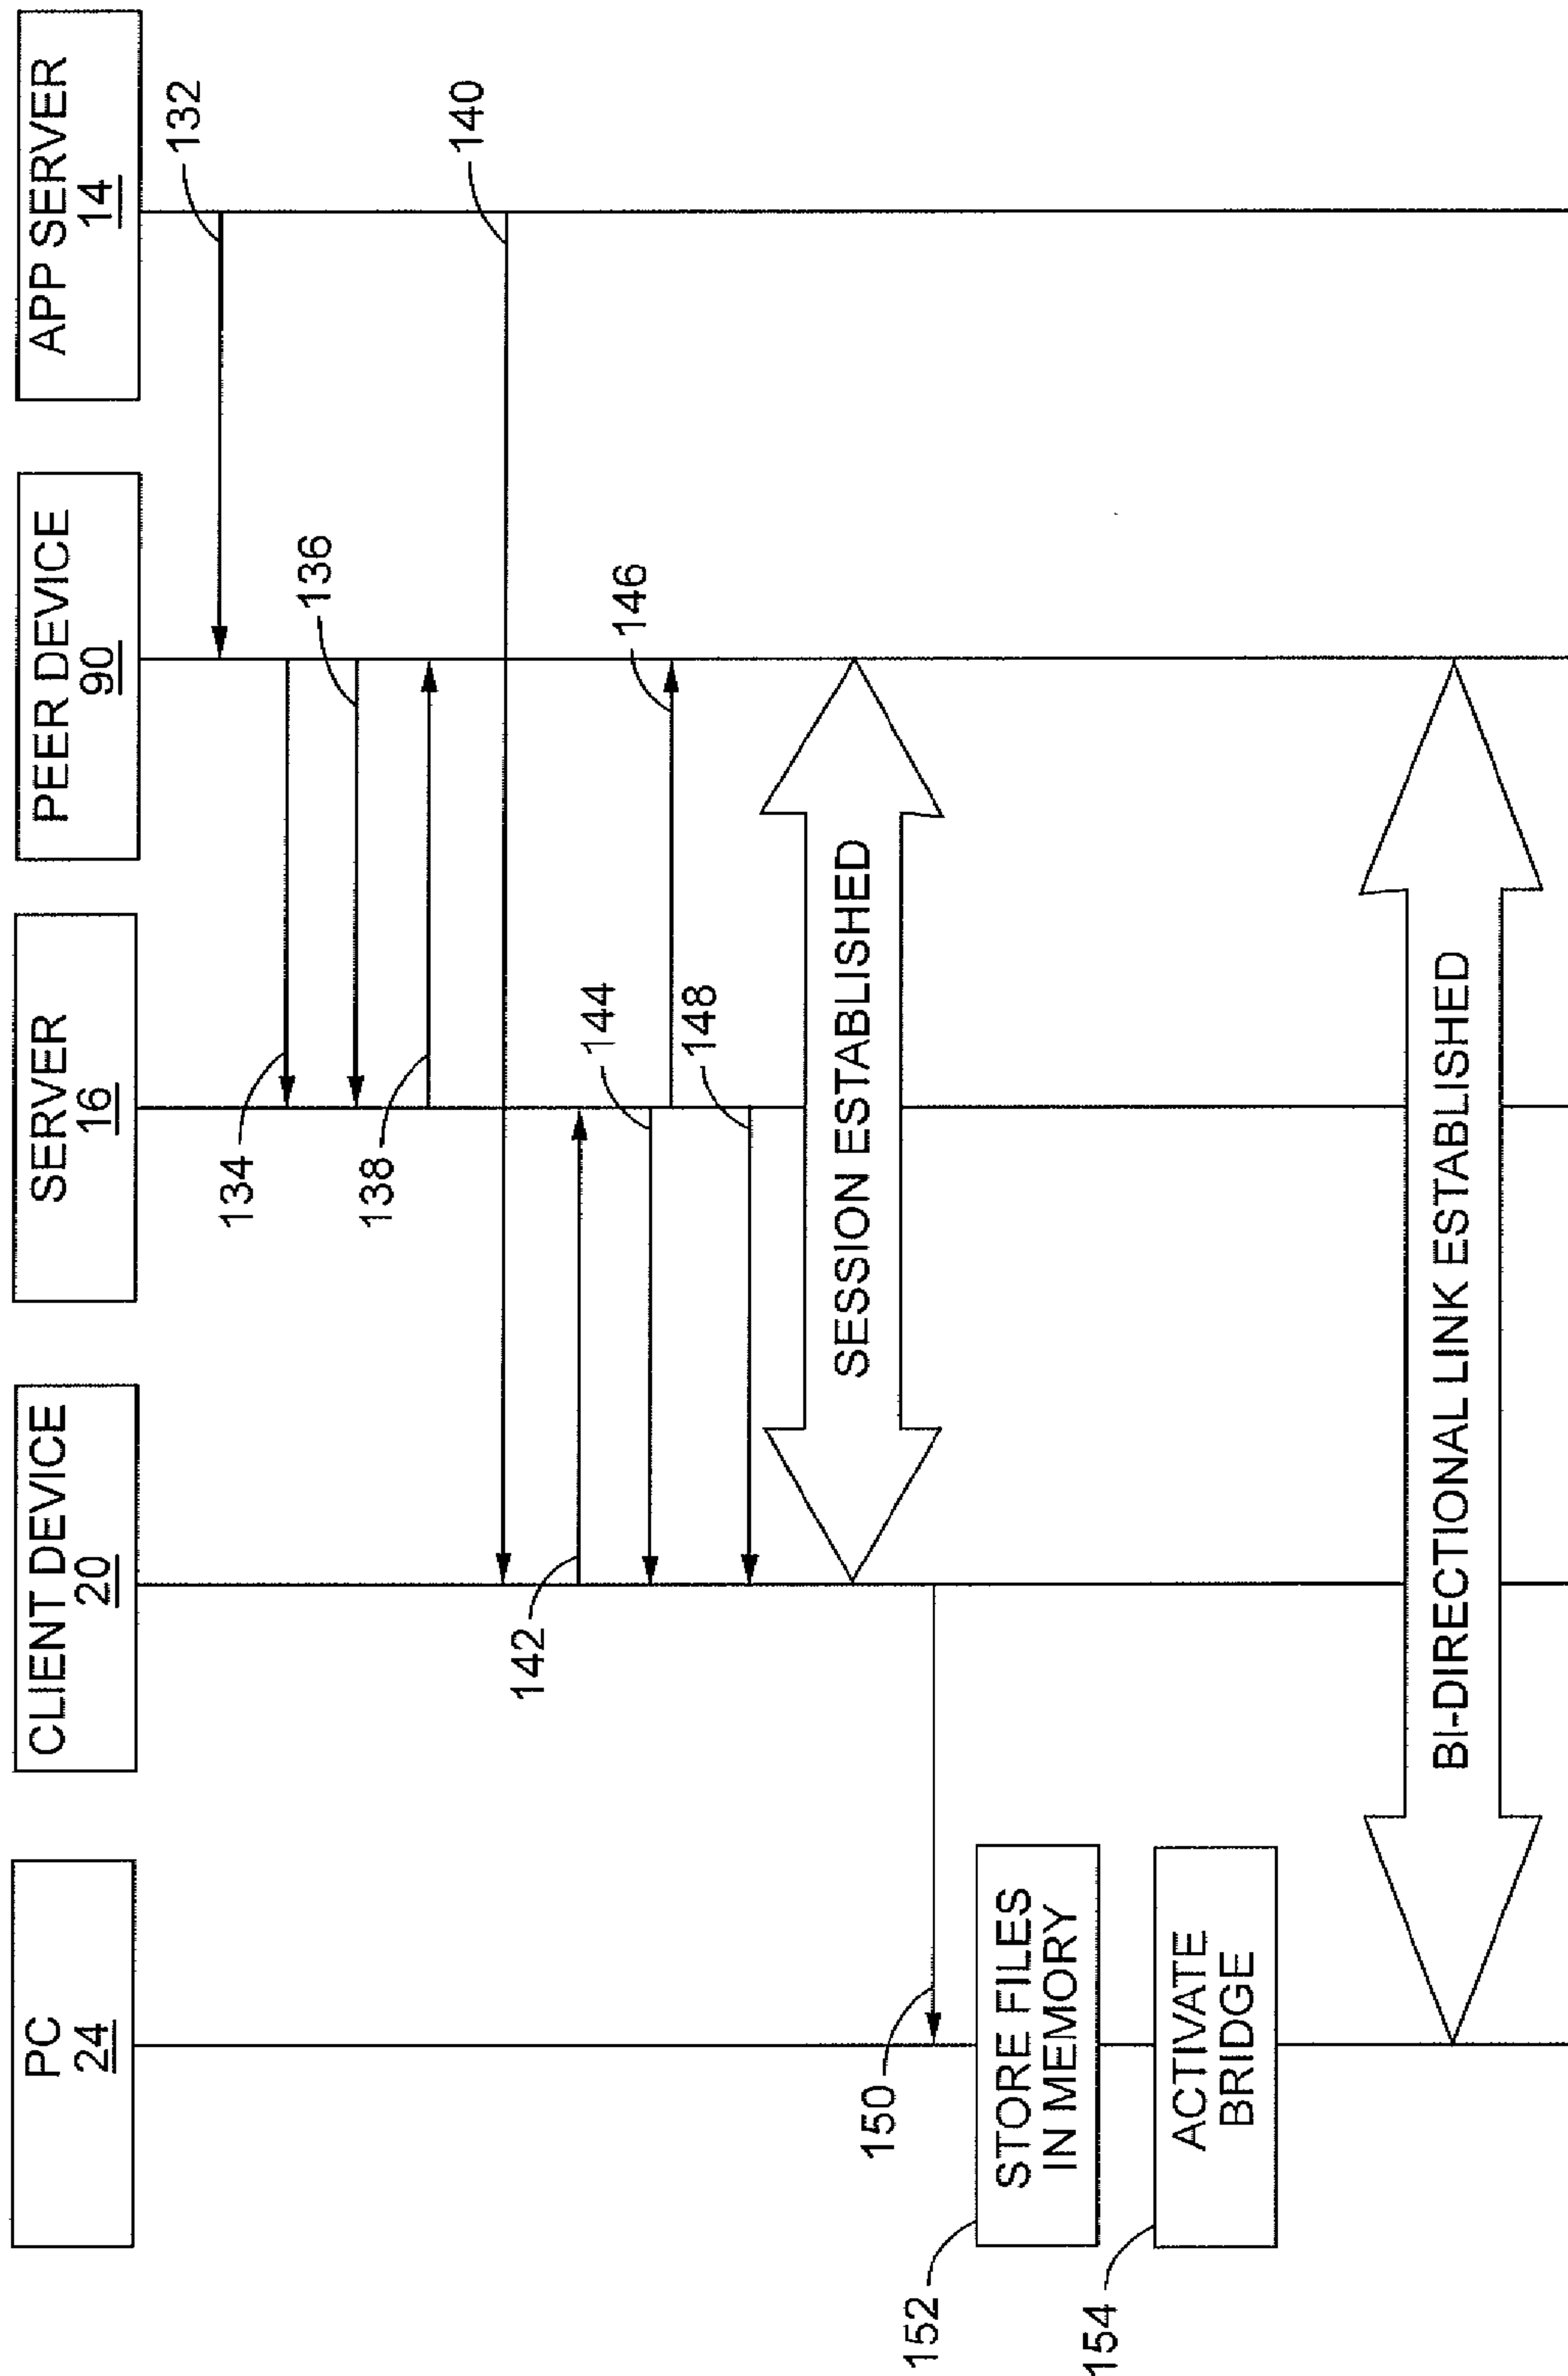 PC
24
CLIENT DEVICE
20
SERVER
16
PEER DEVICE
90
APP SERVER
14
132
134
136
138
140
142
144
146
148
SESSION ESTABLISHED
150
152
STORE FILES
IN MEMORY
154
ACTIVATE
BRIDGE
BI-DIRECTIONAL LINK ESTABLISHED